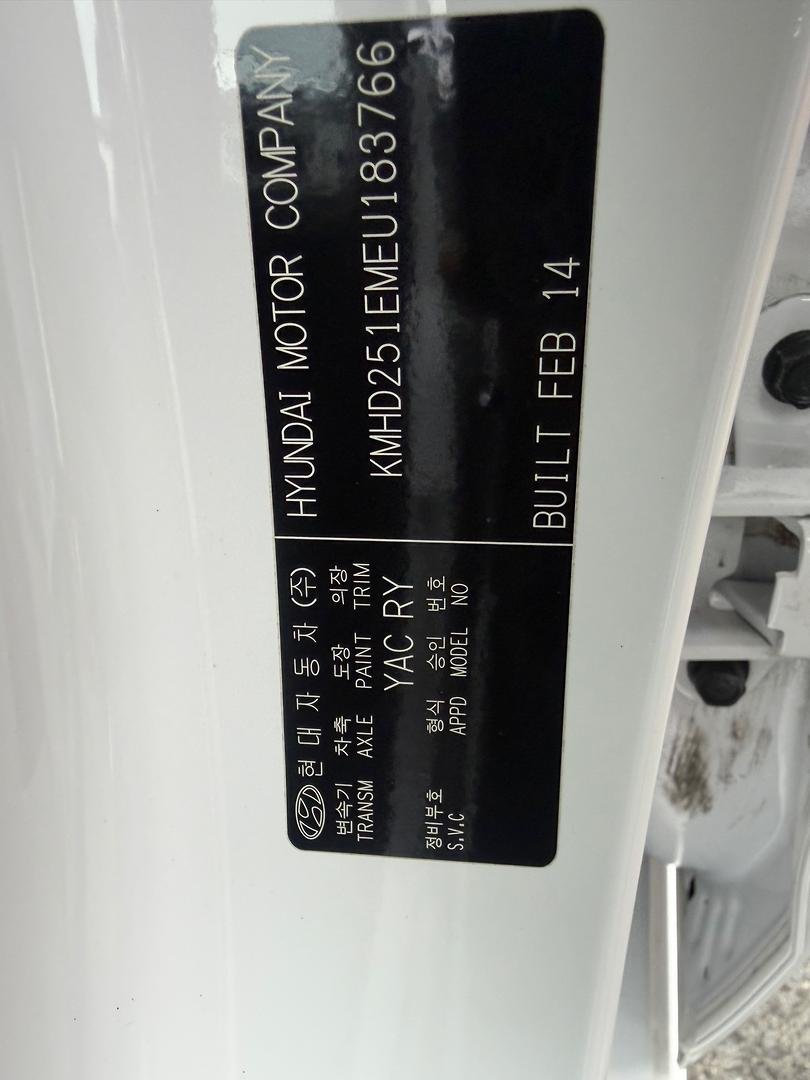 현대자동차(주)
변속기 차축 도장 의장
TRANSM AXLE PAINT TRIM
YAC RY
정비부호 형식 승인 번호
S.V.C APPD MODEL NO
HYUNDAI MOTOR COMPANY
KMHD251EMEU183766
BUILT FEB 14